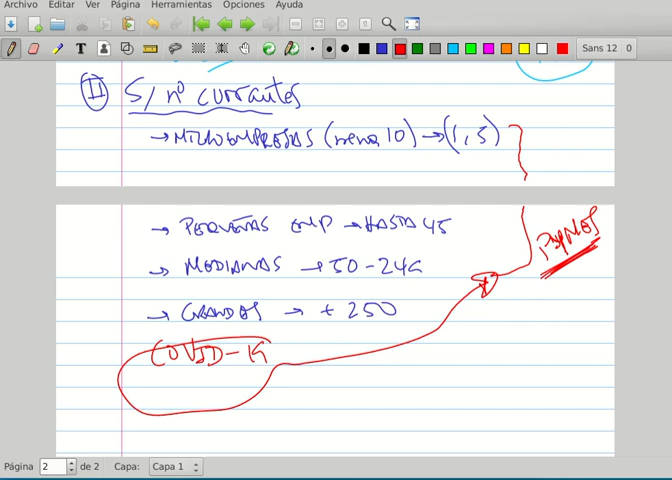 Archivo Editar Ver Página Herramientas Opciones Ayuda
Sans 12 0
II S/ nº currantes
→ MICROEMPRESAS (menos 10) → (1, 5)
→ PEQUEÑAS EMP → HASTA 45
→ MEDIANAS → 50 - 249
PYMES
→ GRANDES → + 250
COVID-19
Página 2 de 2 Capa: Capa 1